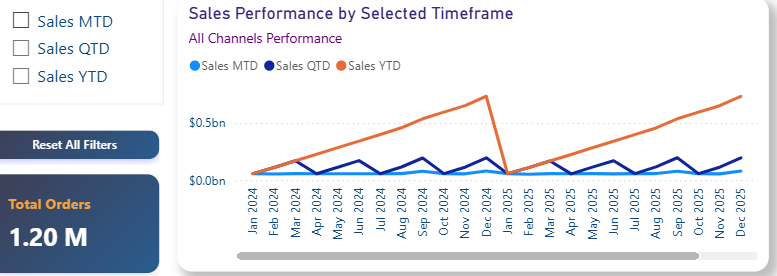 Sales MTD
Sales QTD
Sales YTD
Reset All Filters
Total Orders
1.20 M
Sales Performance by Selected Timeframe
All Channels Performance
Sales MTD Sales QTD Sales YTD
$0.5bn
$0.0bn
Jan 2024
Feb 2024
Mar 2024
Apr 2024
May 2024
Jun 2024
Jul 2024
Aug 2024
Sep 2024
Oct 2024
Nov 2024
Dec 2024
Jan 2025
Feb 2025
Mar 2025
Apr 2025
May 2025
Jun 2025
Jul 2025
Aug 2025
Sep 2025
Oct 2025
Nov 2025
Dec 2025